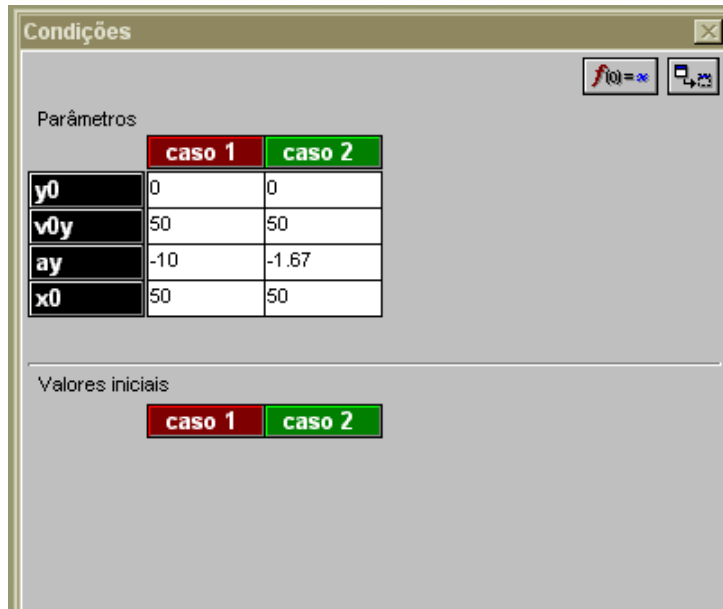 Condições
f(0)=∝
Parâmetros
caso 1 caso 2
y0 0 0
v0y 50 50
ay -10 -1.67
x0 50 50
Valores iniciais
caso 1 caso 2